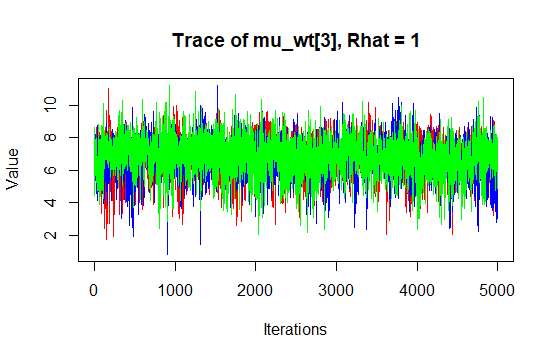 Trace of mu_wt[3], Rhat = 1
Value
2
4
6
8
10
0 1000 2000 3000 4000 5000
Iterations